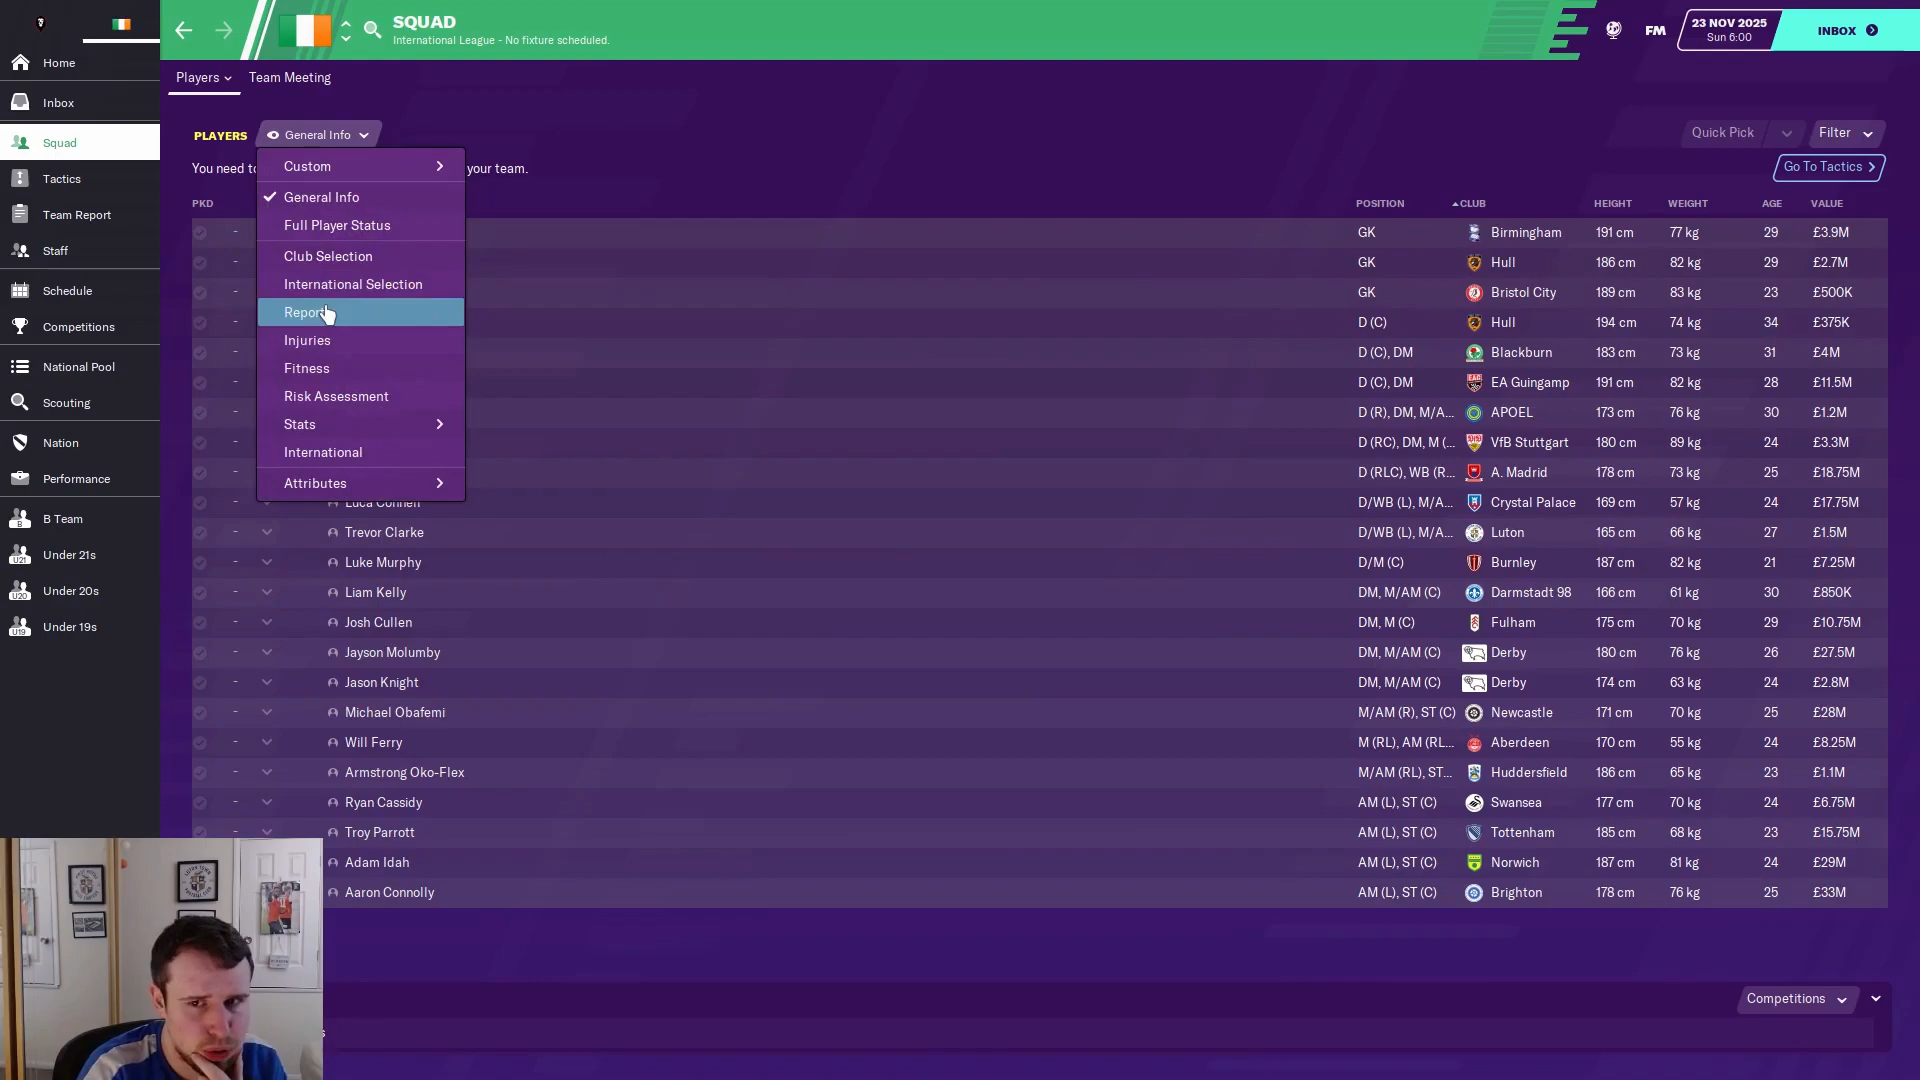 SQUAD
International League - No fixture scheduled.
FM
23 NOV 2025
Sun 6:00
INBOX
Home
Inbox
Squad
Tactics
Team Report
Staff
Schedule
Competitions
National Pool
Scouting
Nation
Performance
B Team
Under 21s
Under 20s
Under 19s
Players
Team Meeting
PLAYERS
General Info
Quick Pick
Filter
You need to
your team.
Go To Tactics
Custom
General Info
Full Player Status
Club Selection
International Selection
Injuries
Fitness
Risk Assessment
Stats
International
Attributes
PKD POSITION CLUB HEIGHT WEIGHT AGE VALUE
- GK Birmingham 191 cm 77 kg 29 £3.9M
- GK Hull 186 cm 82 kg 29 £2.7M
- GK Bristol City 189 cm 83 kg 23 £500K
- D (C) Hull 194 cm 74 kg 34 £375K
- D (C), DM Blackburn 183 cm 73 kg 31 £4M
- D (C), DM EA Guingamp 191 cm 82 kg 28 £11.5M
- D (R), DM, M/A... APOEL 173 cm 76 kg 30 £1.2M
- D (RC), DM, M (... VfB Stuttgart 180 cm 89 kg 24 £3.3M
- D (RLC), WB (R... A. Madrid 178 cm 73 kg 25 £18.75M
- Luca Connell D/WB (L), M/A... Crystal Palace 169 cm 57 kg 24 £17.75M
- Trevor Clarke D/WB (L), M/A... Luton 165 cm 66 kg 27 £1.5M
- Luke Murphy D/M (C) Burnley 187 cm 82 kg 21 £7.25M
- Liam Kelly DM, M/AM (C) Darmstadt 98 166 cm 61 kg 30 £850K
- Josh Cullen DM, M (C) Fulham 175 cm 70 kg 29 £10.75M
- Jayson Molumby DM, M/AM (C) Derby 180 cm 76 kg 26 £27.5M
- Jason Knight DM, M/AM (C) Derby 174 cm 63 kg 24 £2.8M
- Michael Obafemi M/AM (R), ST (C) Newcastle 171 cm 70 kg 25 £28M
- Will Ferry M (RL), AM (RL... Aberdeen 170 cm 55 kg 24 £8.25M
- Armstrong Oko-Flex M/AM (RL), ST... Huddersfield 186 cm 65 kg 23 £1.1M
- Ryan Cassidy AM (L), ST (C) Swansea 177 cm 70 kg 24 £6.75M
- Troy Parrott AM (L), ST (C) Tottenham 185 cm 68 kg 23 £15.75M
Adam Idah AM (L), ST (C) Norwich 187 cm 81 kg 24 £29M
Aaron Connolly AM (L), ST (C) Brighton 178 cm 76 kg 25 £33M
Competitions